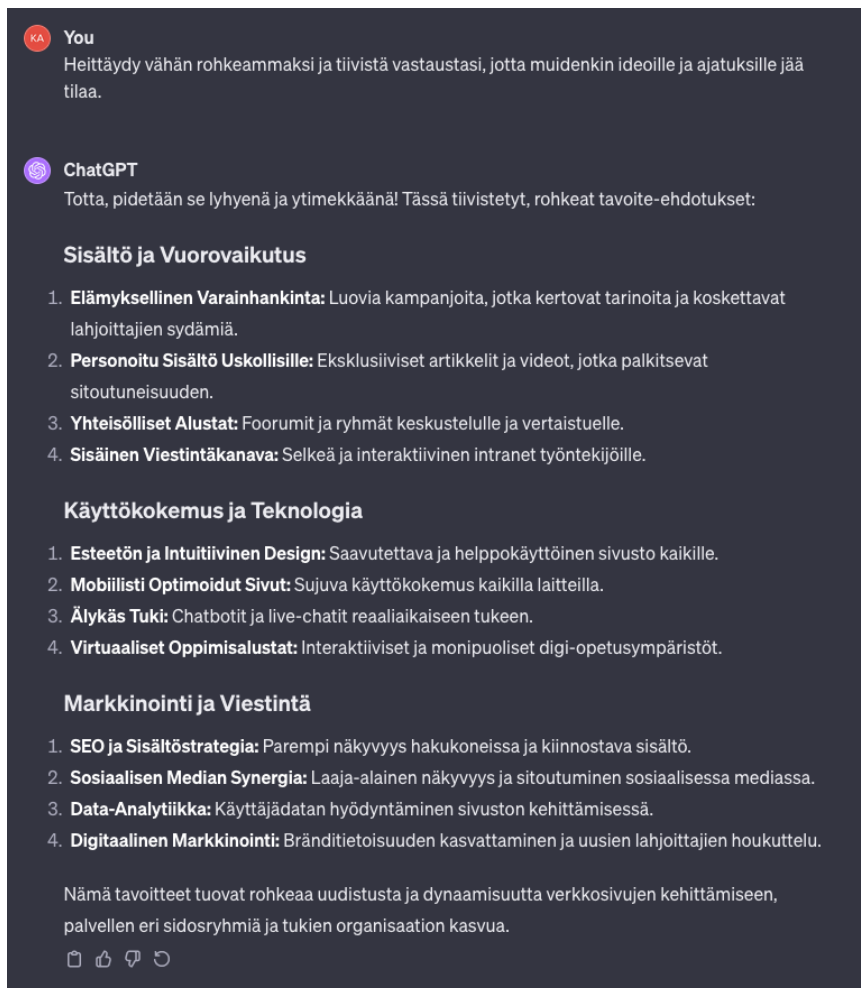 KA
You
Heittäydy vähän rohkeammaksi ja tiivistä vastaustasi, jotta muidenkin ideoille ja ajatuksille jää
tilaa.
ChatGPT
Totta, pidetään se lyhyenä ja ytimekkäänä! Tässä tiivistetyt, rohkeat tavoite-ehdotukset:
Sisältö ja Vuorovaikutus
1. Elämyksellinen Varainhankinta: Luovia kampanjoita, jotka kertovat tarinoita ja koskettavat
lahjoittajien sydämiä.
2. Personoitu Sisältö Uskollisille: Eksklusiiviset artikkelit ja videot, jotka palkitsevat
sitoutuneisuuden.
3. Yhteisölliset Alustat: Foorumit ja ryhmät keskustelulle ja vertaistuelle.
4. Sisäinen Viestintäkanava: Selkeä ja interaktiivinen intranet työntekijöille.
Käyttökokemus ja Teknologia
1. Esteetön ja Intuitiivinen Design: Saavutettava ja helppokäyttöinen sivusto kaikille.
2. Mobiilisti Optimoidut Sivut: Sujuva käyttökokemus kaikilla laitteilla.
3. Älykäs Tuki: Chatbotit ja live-chatit reaaliaikaiseen tukeen.
4. Virtuaaliset Oppimisalustat: Interaktiiviset ja monipuoliset digi-opetusympäristöt.
Markkinointi ja Viestintä
1. SEO ja Sisältöstrategia: Parempi näkyvyys hakukoneissa ja kiinnostava sisältö.
2. Sosiaalisen Median Synergia: Laaja-alainen näkyvyys ja sitoutuminen sosiaalisessa mediassa.
3. Data-Analytiikka: Käyttäjädatan hyödyntäminen sivuston kehittämisessä.
4. Digitaalinen Markkinointi: Bränditietoisuuden kasvattaminen ja uusien lahjoittajien houkuttelu.
Nämä tavoitteet tuovat rohkeaa uudistusta ja dynaamisuutta verkkosivujen kehittämiseen,
palvellen eri sidosryhmiä ja tukien organisaation kasvua.